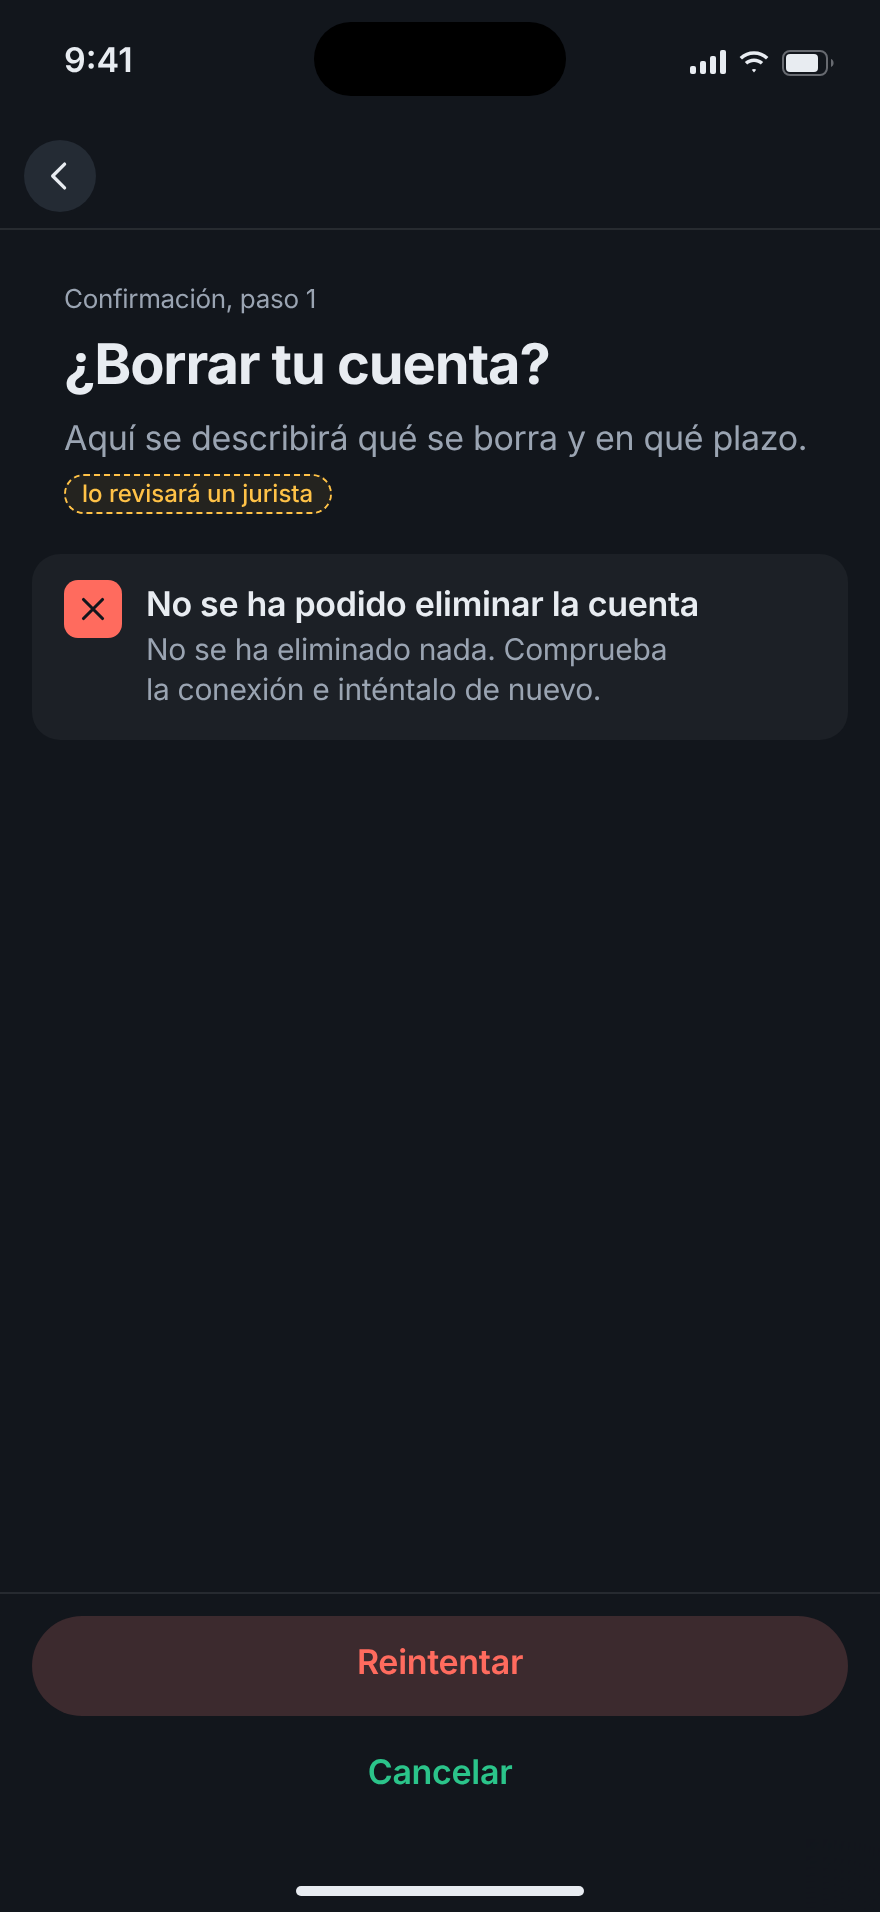 9:41
Confirmación, paso 1
¿Borrar tu cuenta?
Aquí se describirá qué se borra y en qué plazo.
lo revisará un jurista
No se ha podido eliminar la cuenta
No se ha eliminado nada. Comprueba
la conexión e inténtalo de nuevo.
Reintentar
Cancelar